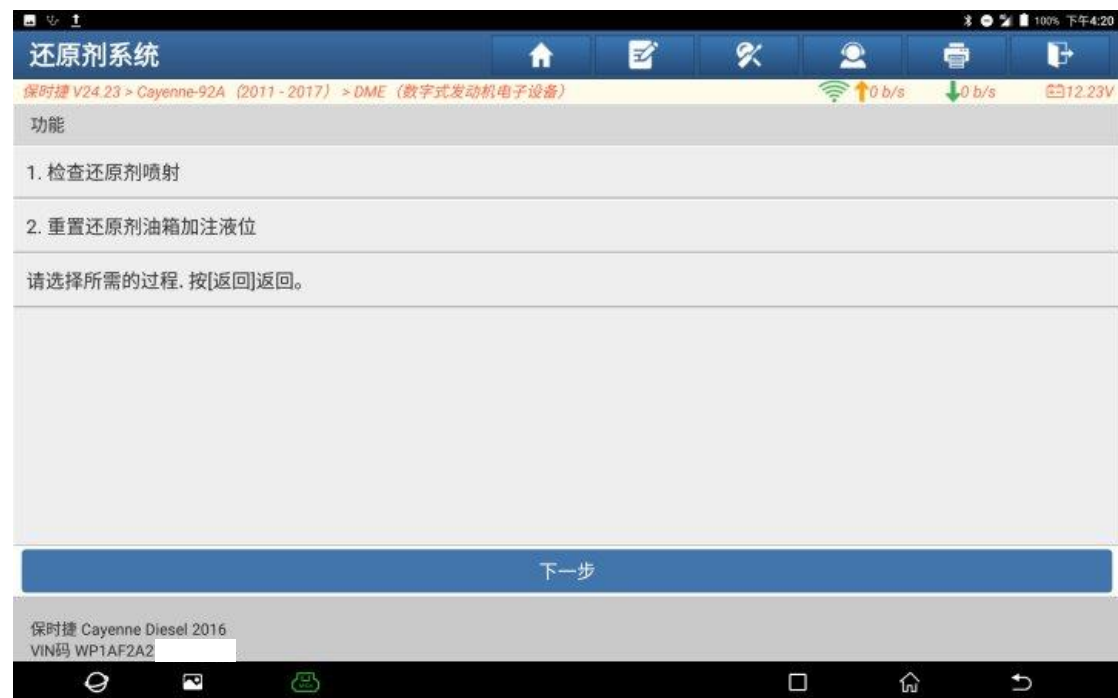 100% 下午4:20
还原剂系统
保时捷 V24.23 > Cayenne-92A（2011 - 2017）> DME（数字式发动机电子设备）
0 b/s
0 b/s
12.23V
功能
1. 检查还原剂喷射
2. 重置还原剂油箱加注液位
请选择所需的过程. 按[返回]返回。
下一步
保时捷 Cayenne Diesel 2016
VIN码 WP1AF2A2